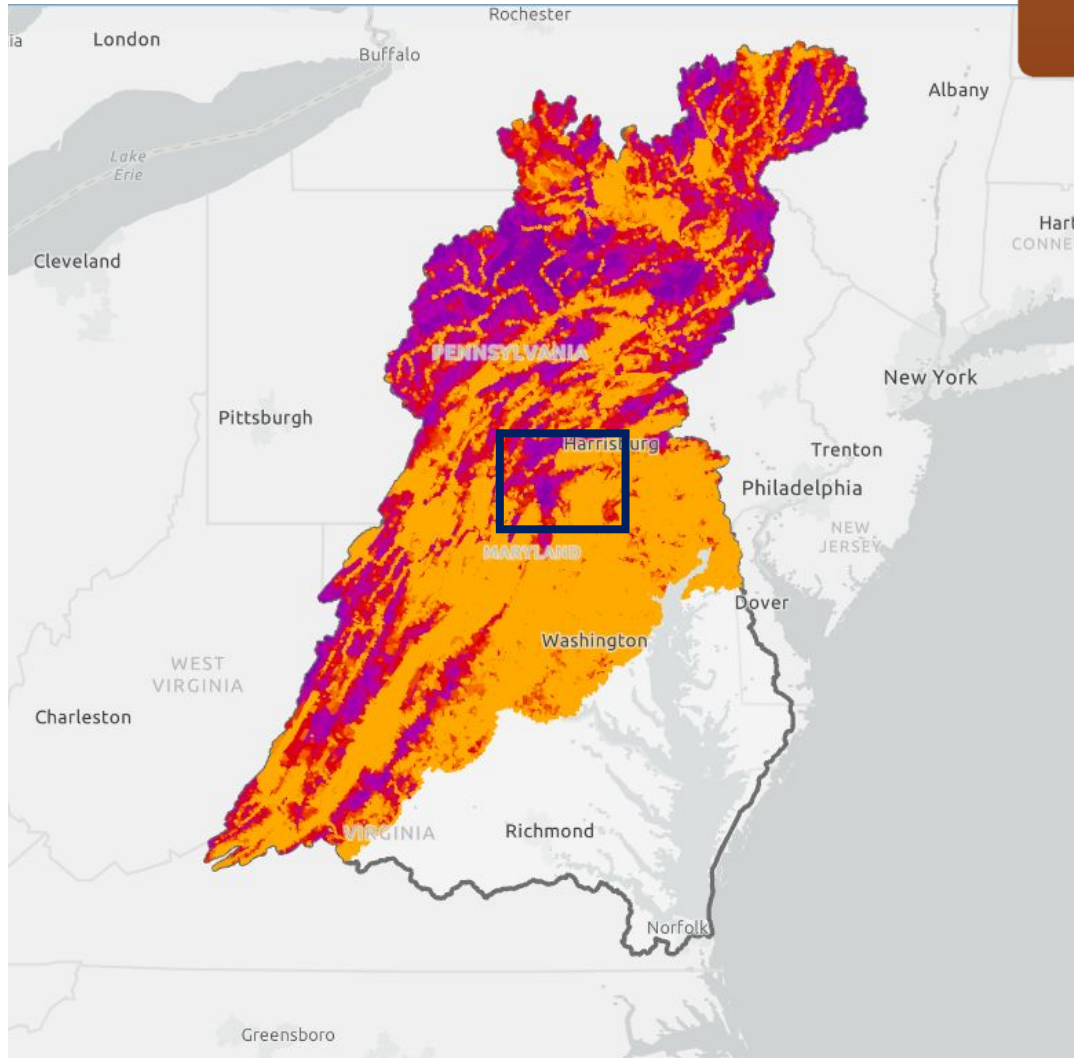 Rochester
ia
London
Buffalo
Albany
Lake
Erie
Hart
CONNE
Cleveland
PENNSYLVANIA
New York
Pittsburgh
Harrisburg
Trenton
Philadelphia
NEW
JERSEY
MARYLAND
Dover
Washington
WEST
VIRGINIA
Charleston
VIRGINIA
Richmond
Norfolk
Greensboro